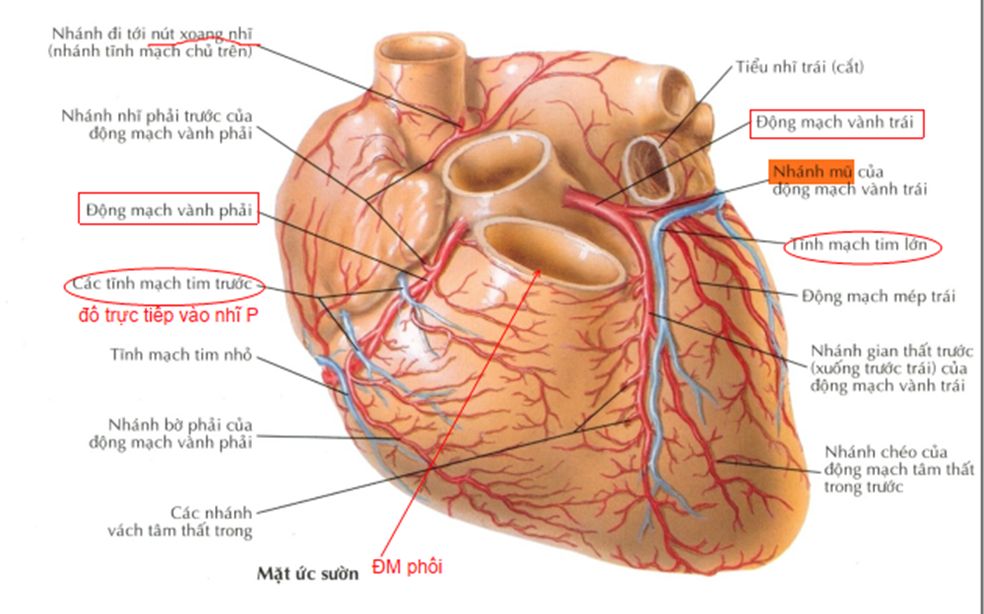 Nhánh đi tới nút xoang nhĩ
(nhánh tĩnh mạch chủ trên)
Nhánh nhĩ phải trước của
động mạch vành phải
Động mạch vành phải
Các tĩnh mạch tim trước
đổ trực tiếp vào nhĩ P
Tĩnh mạch tim nhỏ
Nhánh bờ phải của
động mạch vành phải
Các nhánh
vách tâm thất trong
Mặt ức sườn
ĐM phổi
Tiểu nhĩ trái (cắt)
Động mạch vành trái
Nhánh mũ của
động mạch vành trái
Tĩnh mạch tim lớn
Động mạch mép trái
Nhánh gian thất trước
(xuống trước trái) của
động mạch vành trái
Nhánh chéo của
động mạch tâm thất
trong trước